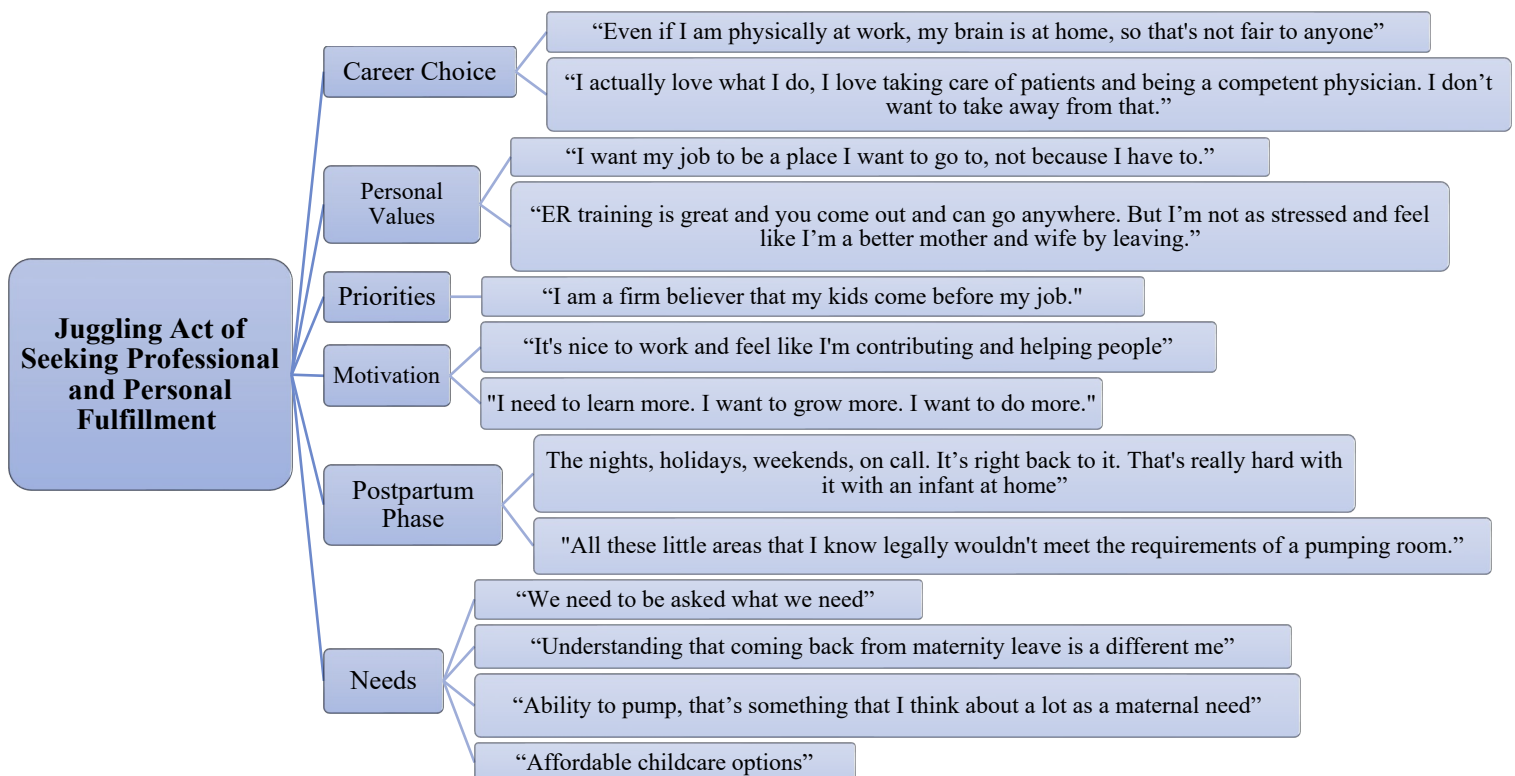 Juggling Act of
Seeking Professional
and Personal
Fulfillment
Career Choice
“Even if I am physically at work, my brain is at home, so that's not fair to anyone”
“I actually love what I do, I love taking care of patients and being a competent physician. I don’t
want to take away from that.”
Personal
Values
“I want my job to be a place I want to go to, not because I have to.”
“ER training is great and you come out and can go anywhere. But I’m not as stressed and feel
like I’m a better mother and wife by leaving.”
Priorities
“I am a firm believer that my kids come before my job."
Motivation
“It's nice to work and feel like I'm contributing and helping people”
"I need to learn more. I want to grow more. I want to do more."
Postpartum
Phase
The nights, holidays, weekends, on call. It’s right back to it. That's really hard with
it with an infant at home”
"All these little areas that I know legally wouldn't meet the requirements of a pumping room.”
Needs
“We need to be asked what we need”
“Understanding that coming back from maternity leave is a different me”
“Ability to pump, that’s something that I think about a lot as a maternal need”
“Affordable childcare options”